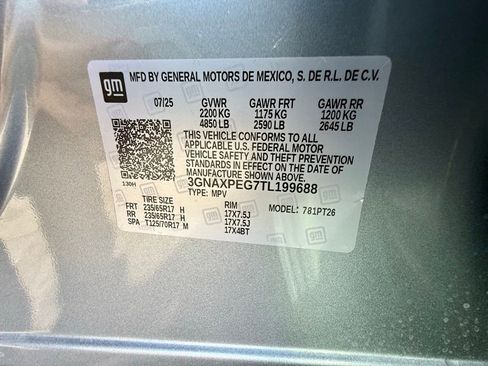 gm
MFD BY GENERAL MOTORS DE MEXICO, S. DE R.L. DE C.V.
07/25 GVWR GAWR FRT GAWR RR
2200 KG 1175 KG 1200 KG
4850 LB 2590 LB 2645 LB
THIS VEHICLE CONFORMS TO ALL
APPLICABLE U.S. FEDERAL MOTOR
VEHICLE SAFETY AND THEFT PREVENTION
STANDARDS IN EFFECT ON THE DATE OF
MANUFACTURE SHOWN ABOVE.
130H 3GNAXPEG7TL199688
TYPE: MPV
TIRE SIZE RIM MODEL: 781PT26
FRT 235/65R17 H 17X7.5J
RR 235/65R17 H 17X7.5J
SPA T125/70R17 M 17X4BT